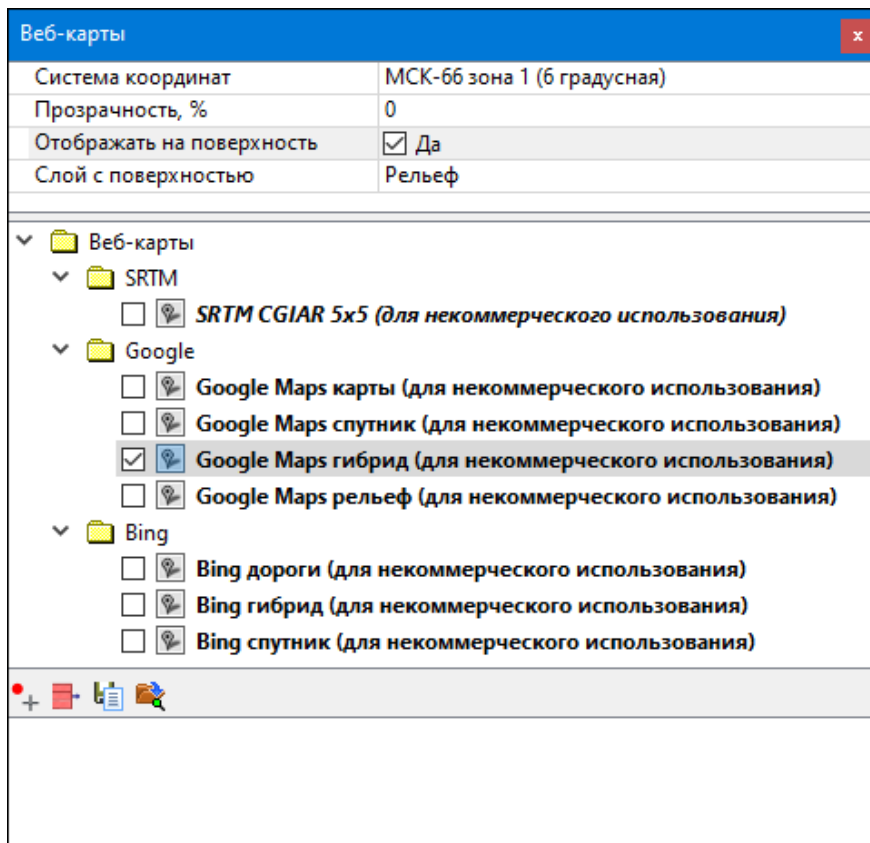 Веб-карты
x
Система координат МСК-66 зона 1 (6 градусная)
Прозрачность, % 0
Отображать на поверхность Да
Слой с поверхностью Рельеф
Веб-карты
SRTM
SRTM CGIAR 5x5 (для некоммерческого использования)
Google
Google Maps карты (для некоммерческого использования)
Google Maps спутник (для некоммерческого использования)
Google Maps гибрид (для некоммерческого использования)
Google Maps рельеф (для некоммерческого использования)
Bing
Bing дороги (для некоммерческого использования)
Bing гибрид (для некоммерческого использования)
Bing спутник (для некоммерческого использования)